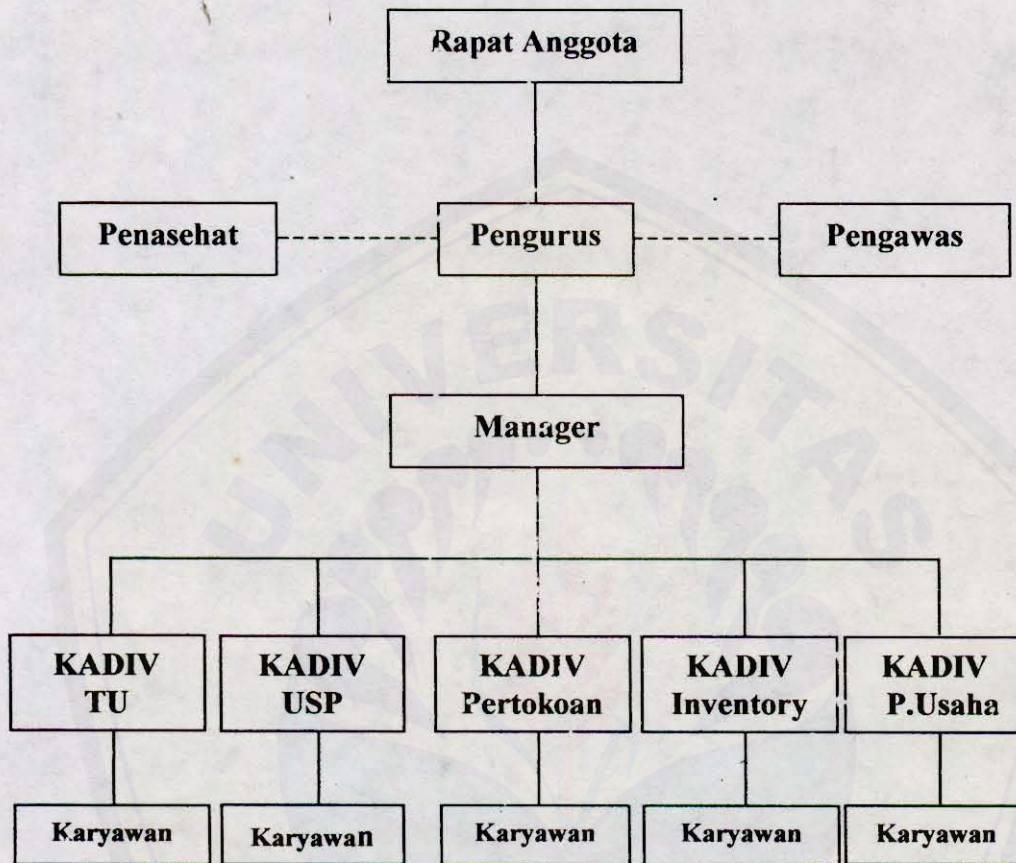 Rapat Anggota
Penasehat
Pengurus
Pengawas
UNIVERSITAS
Manager
KADIV
TU
KADIV
USP
KADIV
Pertokoan
KADIV
Inventory
KADIV
P.Usaha
Karyawan
Karyawan
Karyawan
Karyawan
Karyawan